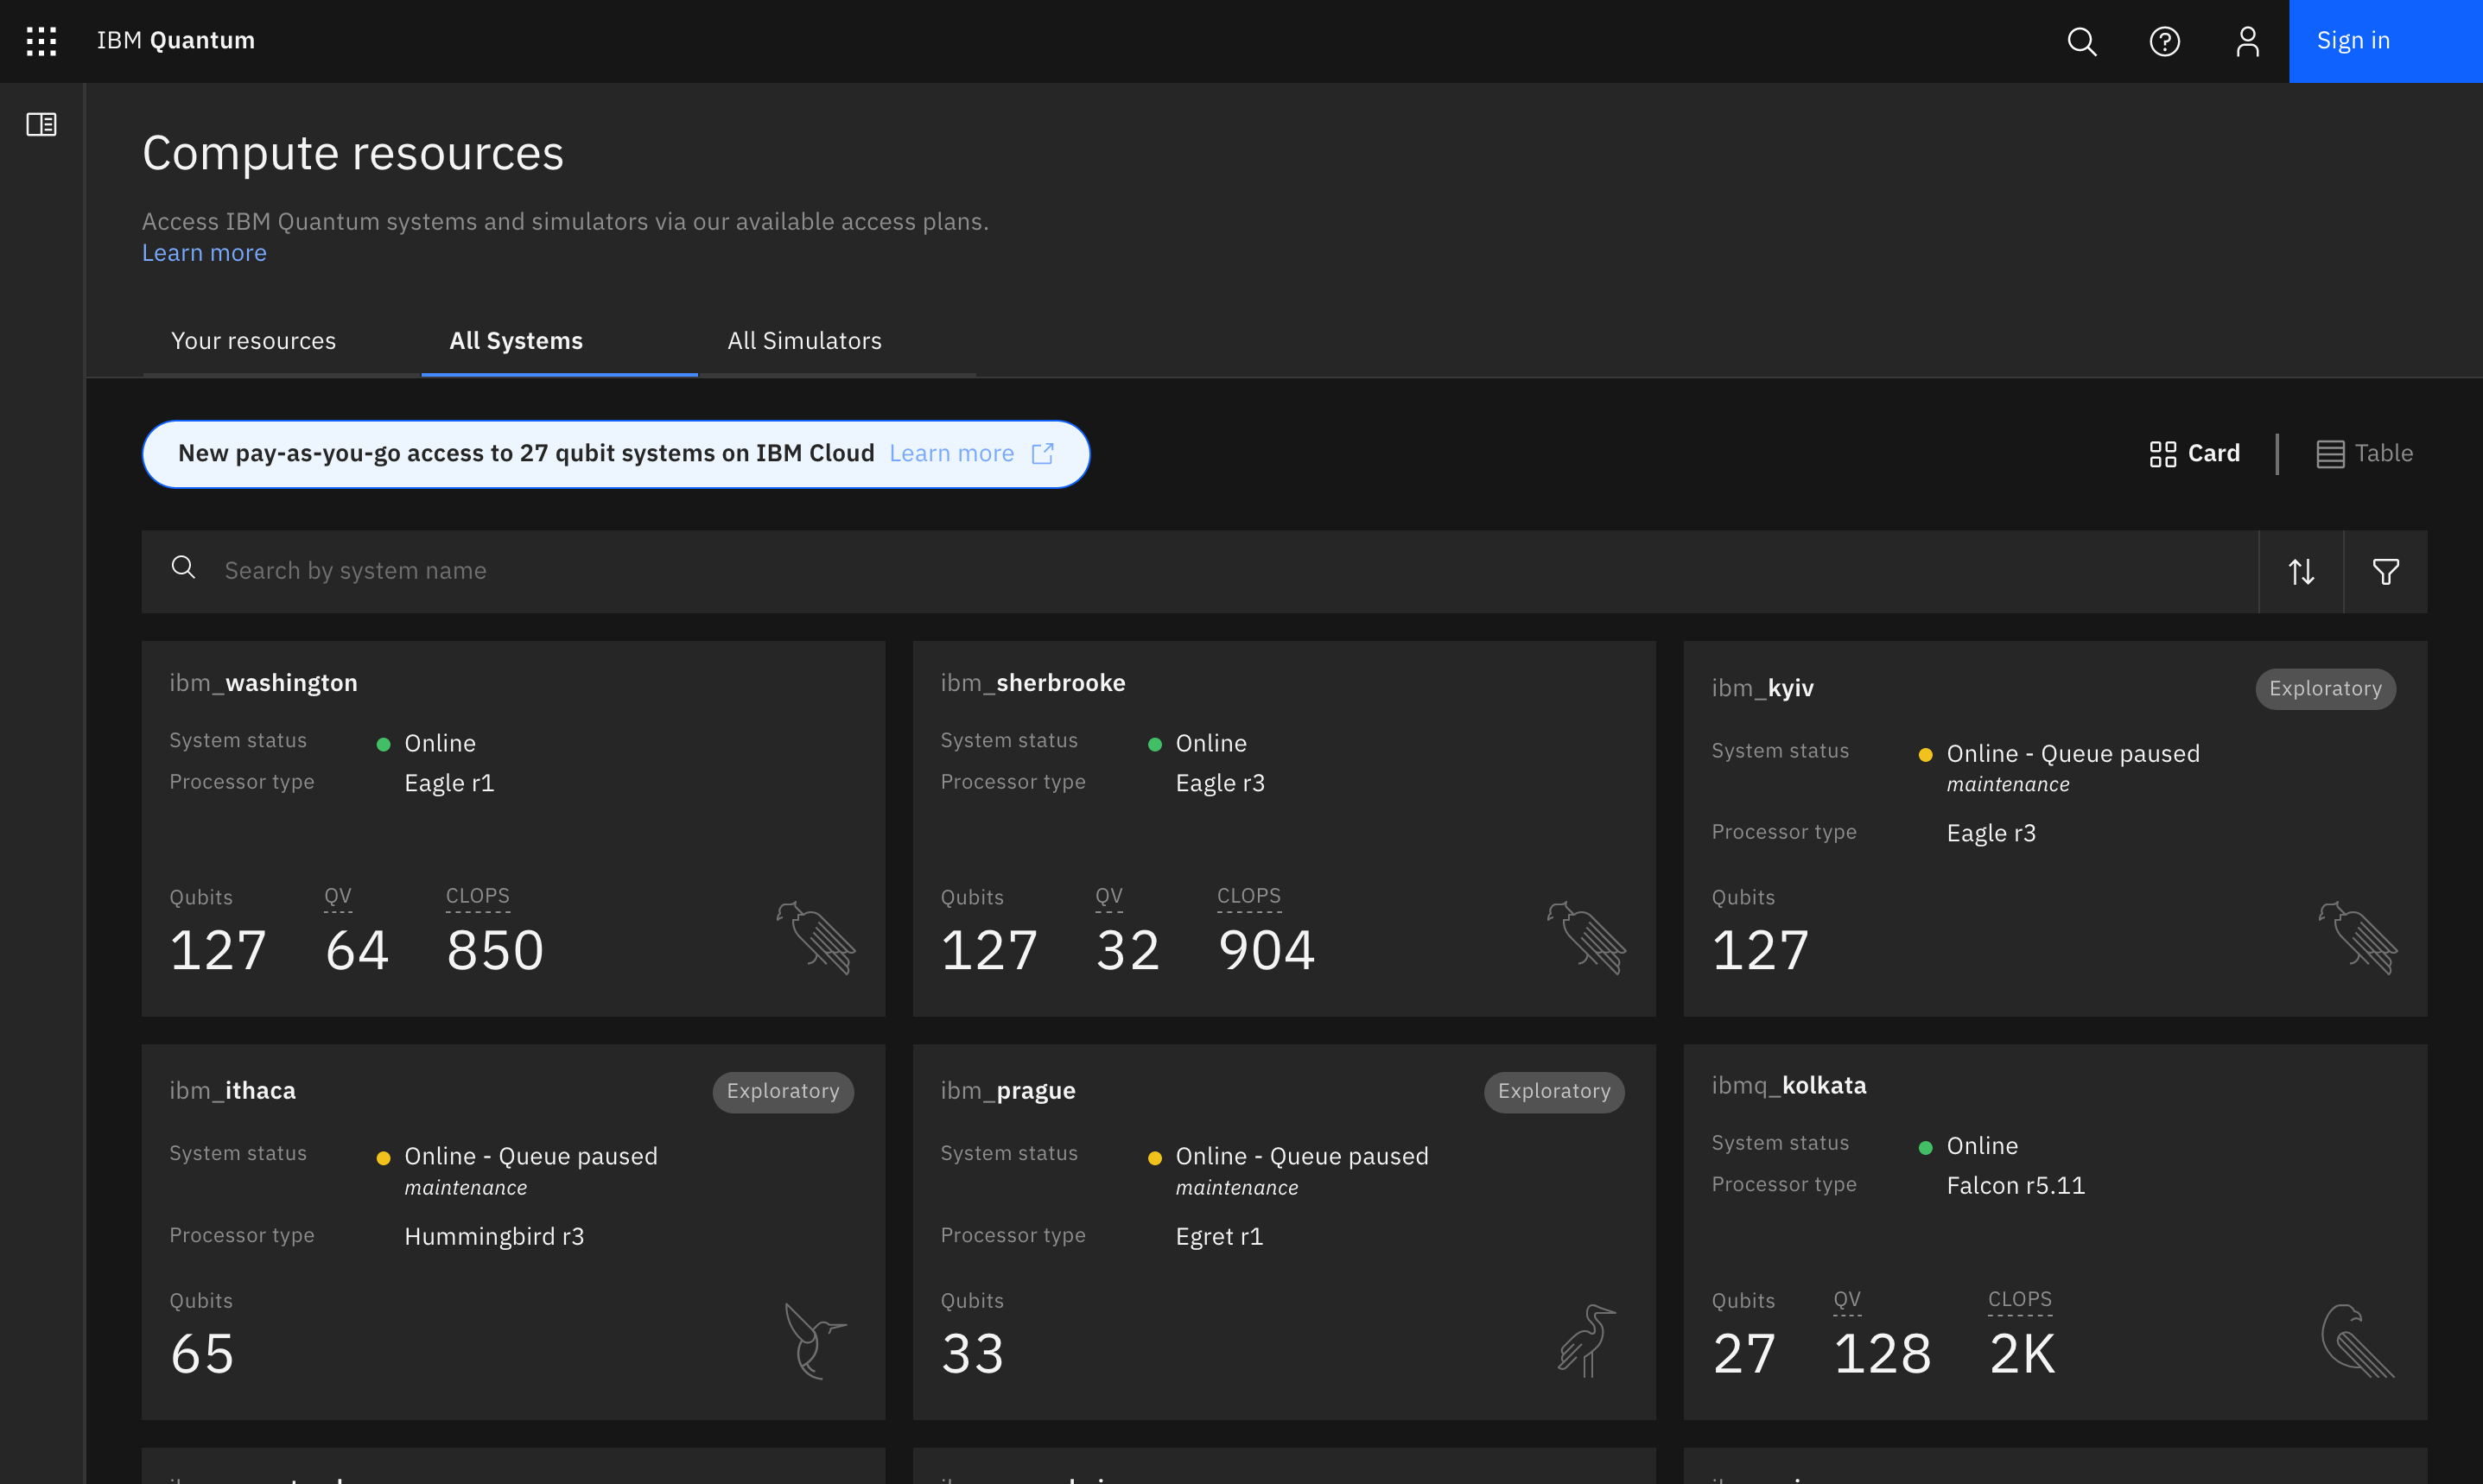 IBM Quantum
Sign in
Compute resources
Access IBM Quantum systems and simulators via our available access plans.
Learn more
Your resources
All Systems
All Simulators
New pay-as-you-go access to 27 qubit systems on IBM Cloud Learn more
Card
Table
Search by system name
ibm_washington
System status Online
Processor type Eagle r1
Qubits QV CLOPS
127 64 850
ibm_sherbrooke
System status Online
Processor type Eagle r3
Qubits QV CLOPS
127 32 904
ibm_kyiv Exploratory
System status Online - Queue paused
maintenance
Processor type Eagle r3
Qubits
127
ibm_ithaca Exploratory
System status Online - Queue paused
maintenance
Processor type Hummingbird r3
Qubits
65
ibm_prague Exploratory
System status Online - Queue paused
maintenance
Processor type Egret r1
Qubits
33
ibmq_kolkata
System status Online
Processor type Falcon r5.11
Qubits QV CLOPS
27 128 2K